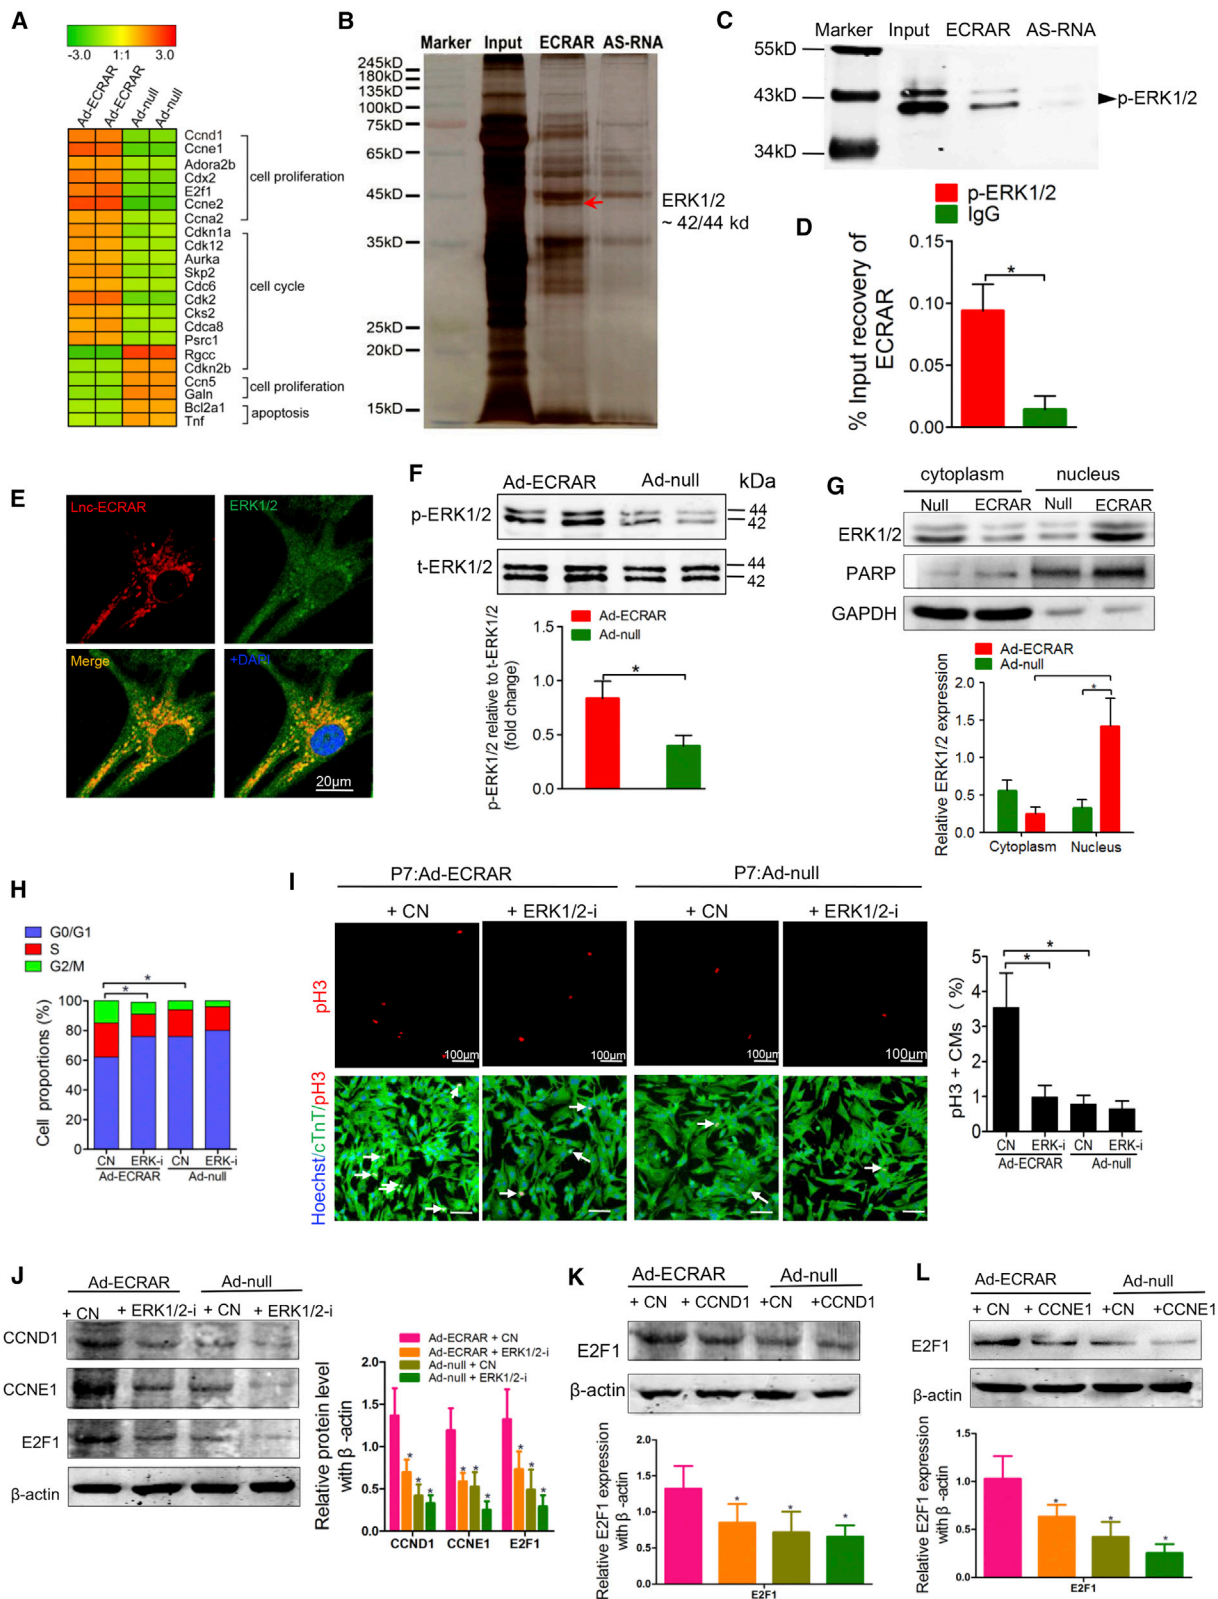 A
-3.0 1:1 3.0
Ad-ECRAR
Ad-ECRAR
Ad-null
Ad-null
Ccnd1
Ccne1
Adora2b
Cdx2
E2f1
Ccne2
Ccna2
Cdkn1a
Cdk12
Aurka
Skp2
Cdc6
Cdk2
Cks2
Cdca8
Psrc1
Rgcc
Cdkn2b
Ccn5
Galn
Bcl2a1
Tnf
cell proliferation
cell cycle
cell proliferation
apoptosis
B
Marker Input ECRAR AS-RNA
245kD
180kD
135kD
100kD
75kD
65kD
45kD
35kD
25kD
20kD
15kD
ERK1/2
~ 42/44 kd
C
Marker Input ECRAR AS-RNA
55kD
43kD
34kD
p-ERK1/2
D
p-ERK1/2
IgG
% Input recovery of
ECRAR
0.15
0.10
0.05
0.00
*
E
Lnc-ECRAR
ERK1/2
Merge
+DAPI
20μm
F
Ad-ECRAR Ad-null kDa
p-ERK1/2
44
42
t-ERK1/2
44
42
Ad-ECRAR
Ad-null
p-ERK1/2 relative to t-ERK1/2
(fold change)
1.5
1.0
0.5
0.0
*
G
cytoplasm nucleus
Null ECRAR Null ECRAR
ERK1/2
PARP
GAPDH
Ad-ECRAR
Ad-null
Relative ERK1/2 expression
2.0
1.5
1.0
0.5
0.0
*
Cytoplasm Nucleus
H
G0/G1
S
G2/M
Cell proportions (%)
100
80
60
40
20
0
*
*
CN ERK-i CN ERK-i
Ad-ECRAR Ad-null
I
P7:Ad-ECRAR P7:Ad-null
+ CN + ERK1/2-i + CN + ERK1/2-i
pH3
100μm 100μm 100μm 100μm
Hoechst/cTnT/pH3
pH3 + CMs (%)
5
4
3
2
1
0
*
*
CN ERK-i CN ERK-i
Ad-ECRAR Ad-null
J
Ad-ECRAR Ad-null
+ CN + ERK1/2-i + CN + ERK1/2-i
CCND1
CCNE1
E2F1
β-actin
Ad-ECRAR + CN
Ad-ECRAR + ERK1/2-i
Ad-null + CN
Ad-null + ERK1/2-i
Relative protein level
with β -actin
2.0
1.5
1.0
0.5
0.0
* * * * * * * * *
CCND1 CCNE1 E2F1
K
Ad-ECRAR Ad-null
+ CN + CCND1 +CN +CCND1
E2F1
β-actin
Relative E2F1 expression
with β -actin
2.0
1.5
1.0
0.5
0.0
* * *
E2F1
L
Ad-ECRAR Ad-null
+ CN + CCNE1 +CN +CCNE1
E2F1
β-actin
Relative E2F1 expression
with β -actin
1.5
1.0
0.5
0.0
* * *
E2F1